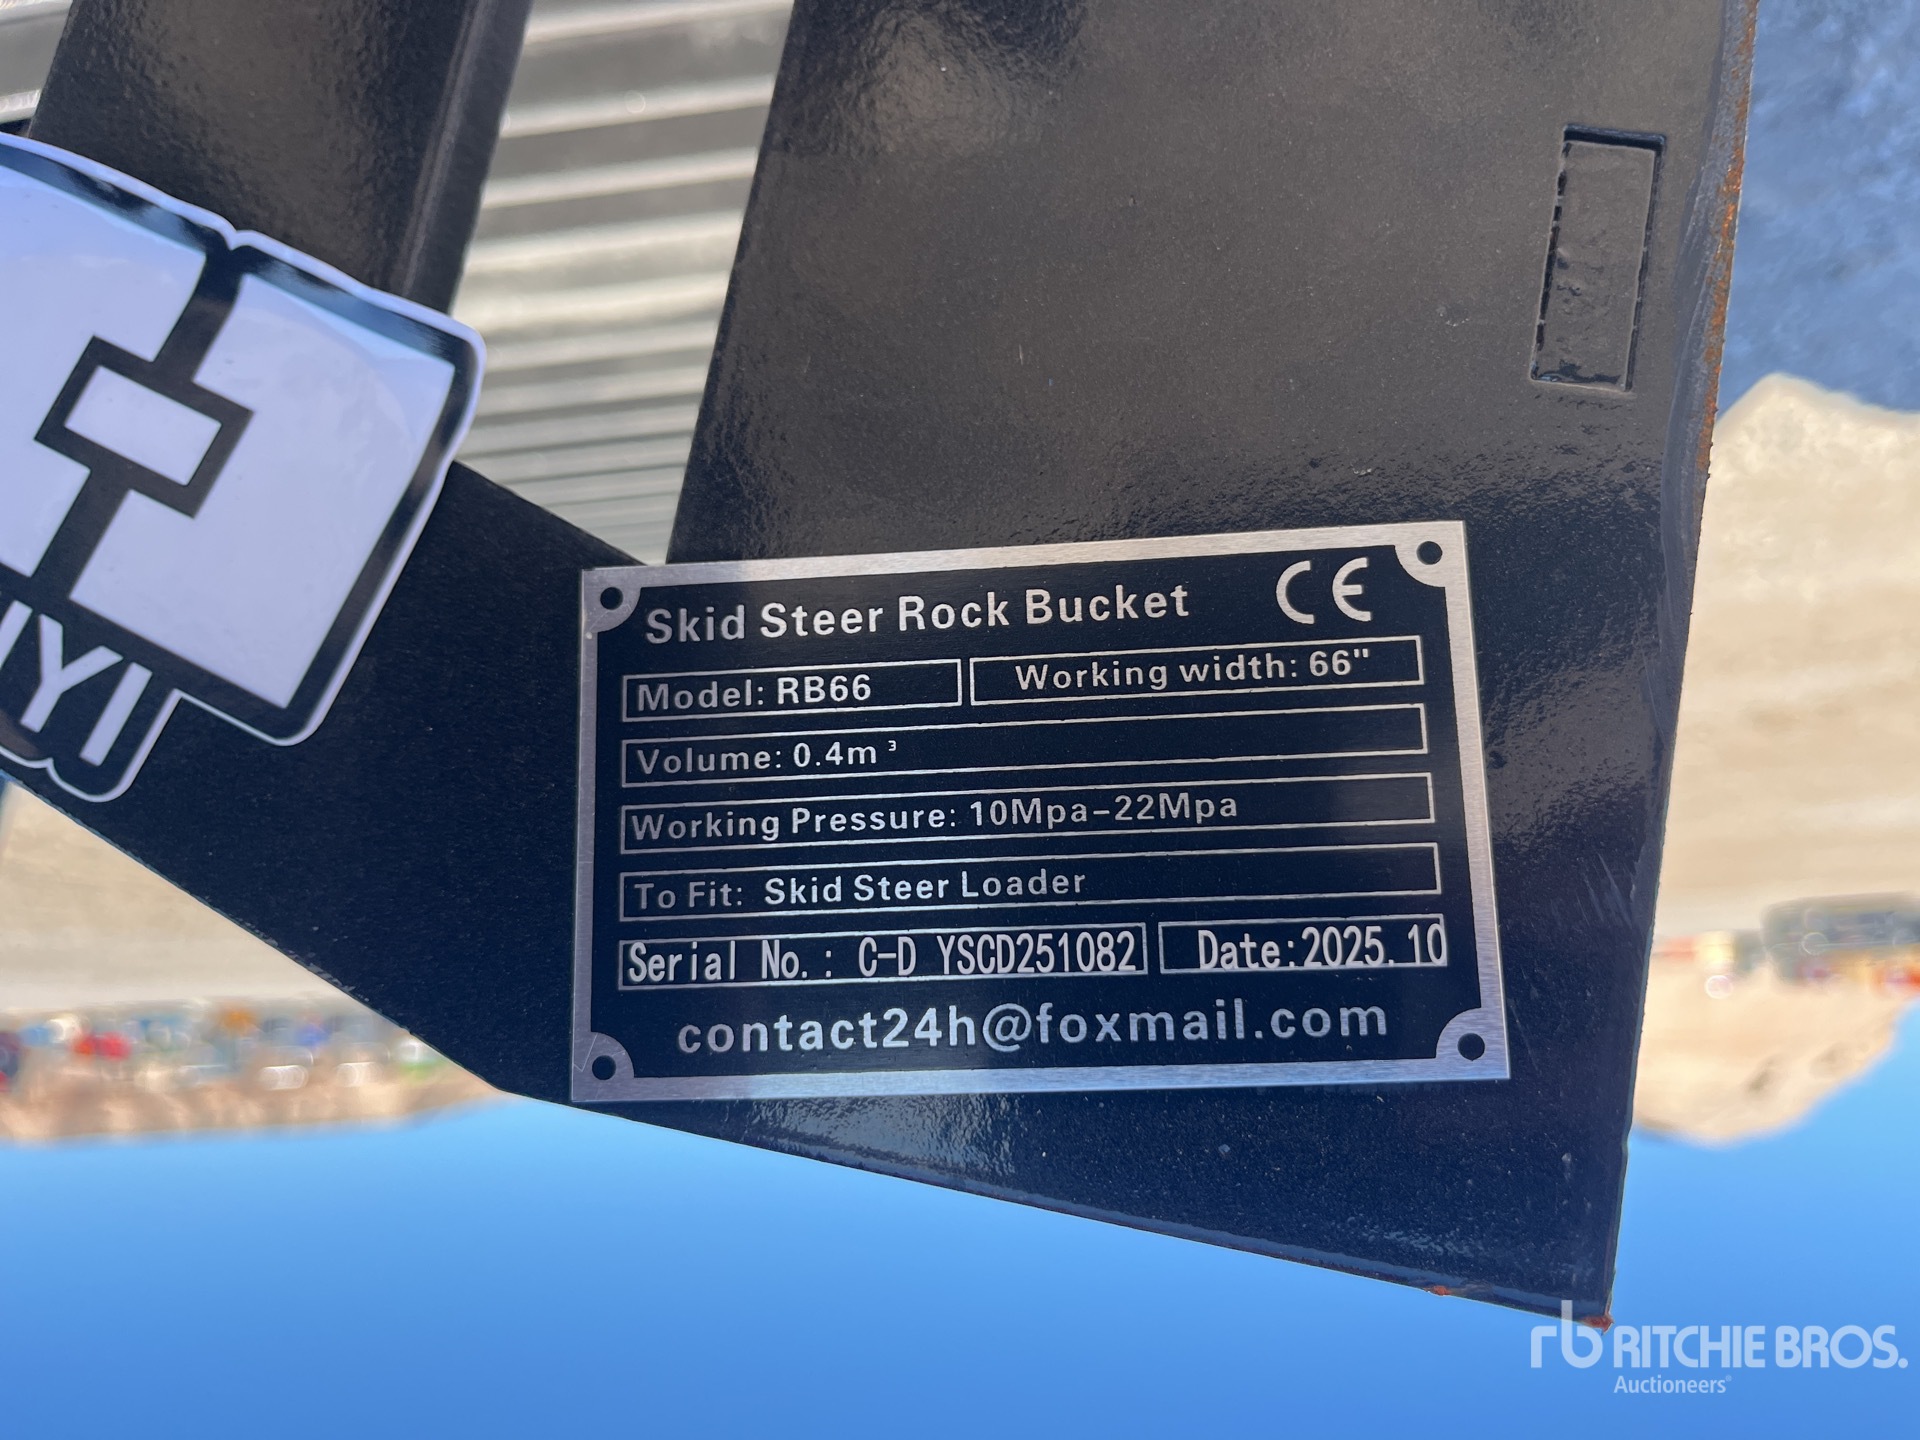 Skid Steer Rock Bucket CE
Model: RB66 Working width: 66"
Volume: 0.4m³
Working Pressure: 10Mpa-22Mpa
To Fit: Skid Steer Loader
Serial No.: C-D YSCD251082 Date:2025.10
contact24h@foxmail.com
rb RITCHIE BROS.
Auctioneers®